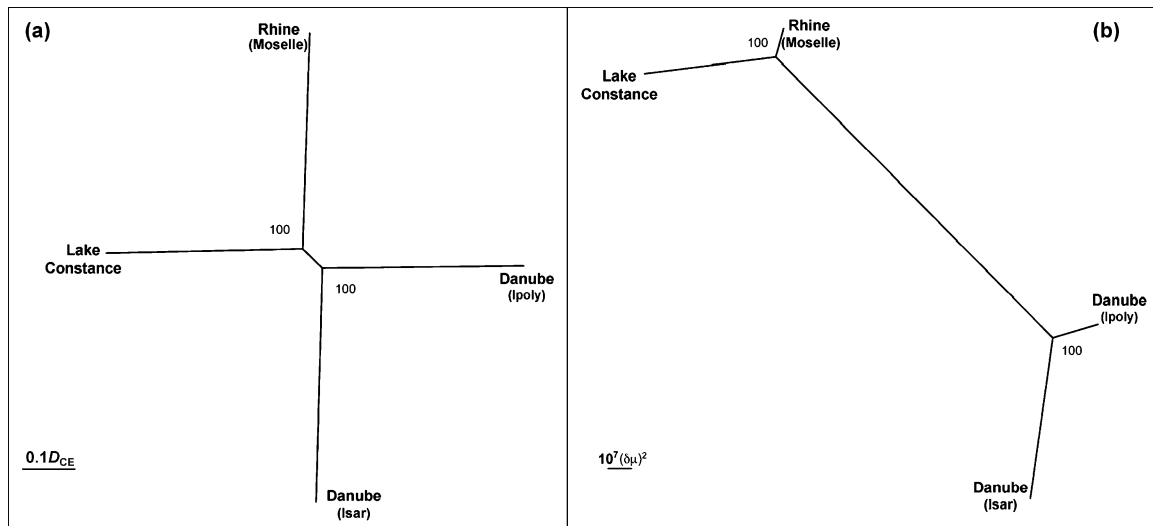 (a)
Rhine
(Moselle)
100
Lake
Constance
100
Danube
(Ipoly)
0.1D_CE
Danube
(Isar)
(b)
Rhine
(Moselle)
100
Lake
Constance
Danube
(Ipoly)
100
10⁷(δμ)²
Danube
(Isar)